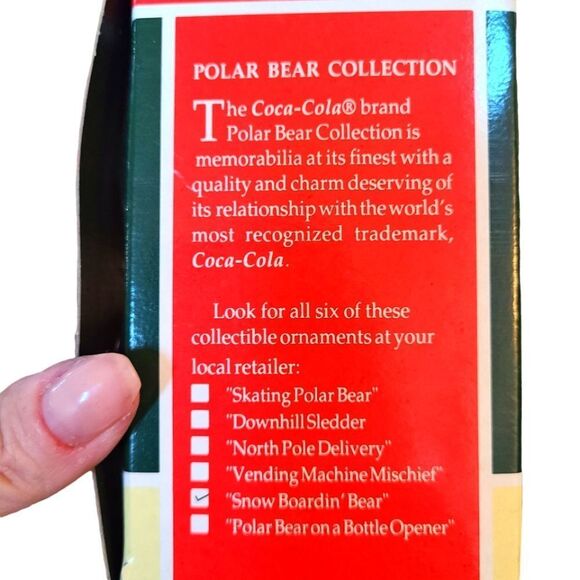 POLAR BEAR COLLECTION
The Coca-Cola® brand
Polar Bear Collection is
memorabilia at its finest with a
quality and charm deserving of
its relationship with the world's
most recognized trademark,
Coca-Cola.
Look for all six of these
collectible ornaments at your
local retailer:
"Skating Polar Bear"
"Downhill Sledder
"North Pole Delivery"
"Vending Machine Mischief"
"Snow Boardin' Bear"
"Polar Bear on a Bottle Opener"